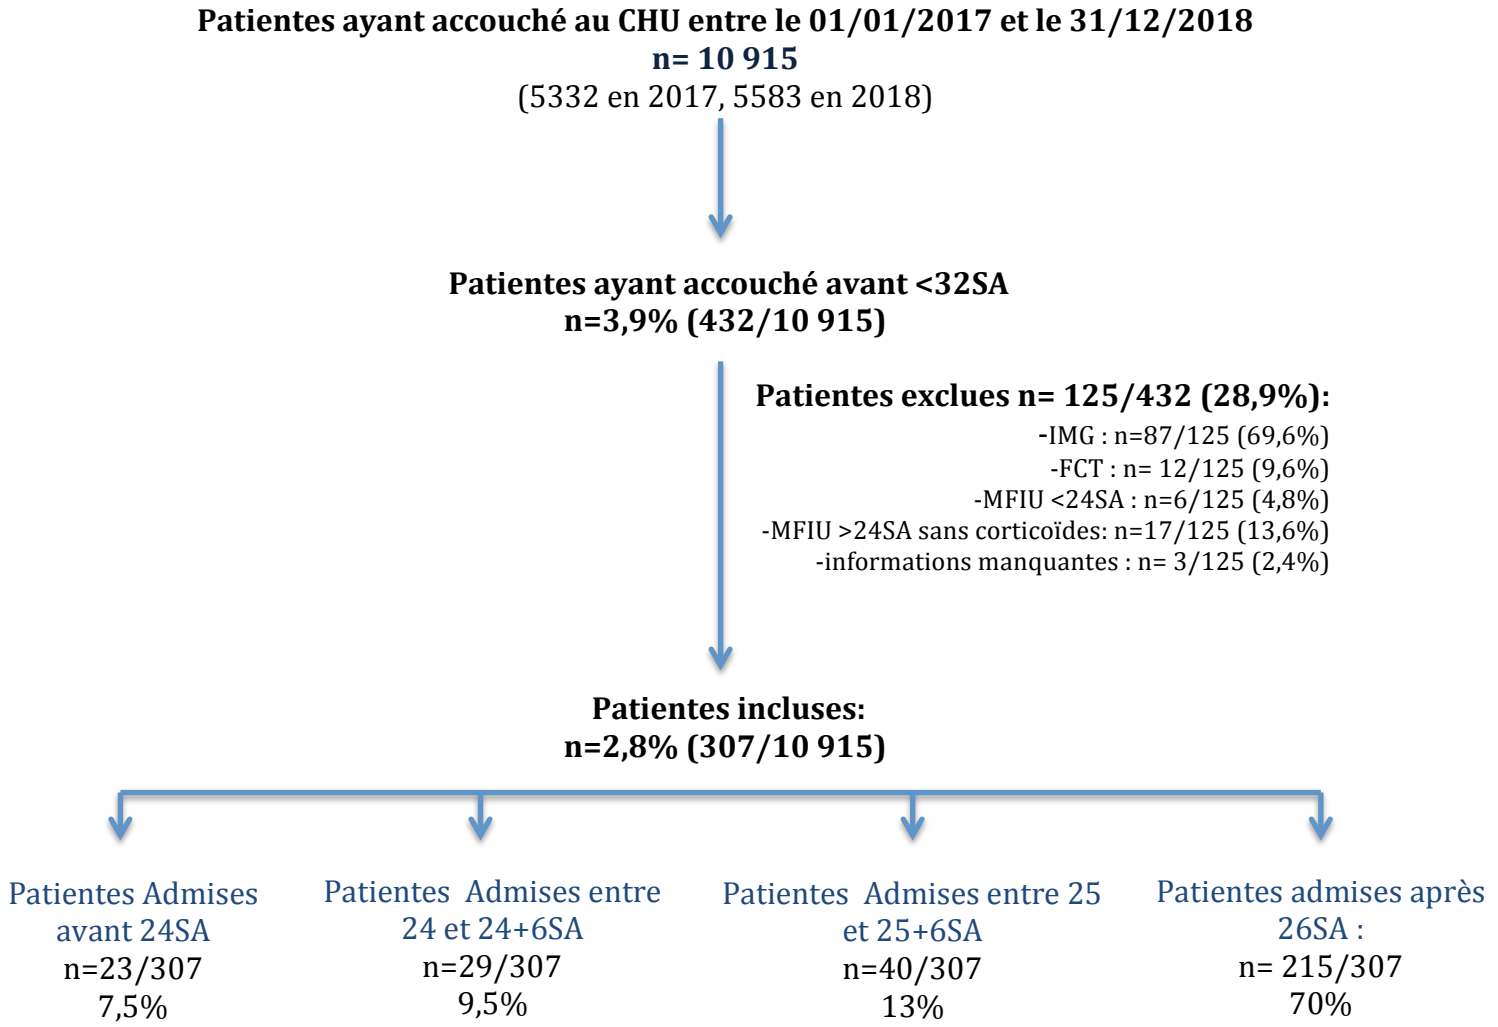 Patientes ayant accouché au CHU entre le 01/01/2017 et le 31/12/2018
n= 10 915
(5332 en 2017, 5583 en 2018)
Patientes ayant accouché avant <32SA
n=3,9% (432/10 915)
Patientes exclues n= 125/432 (28,9%):
-IMG : n=87/125 (69,6%)
-FCT : n= 12/125 (9,6%)
-MFIU <24SA : n=6/125 (4,8%)
-MFIU >24SA sans corticoïdes: n=17/125 (13,6%)
-informations manquantes : n= 3/125 (2,4%)
Patientes incluses:
n=2,8% (307/10 915)
Patientes Admises
avant 24SA
n=23/307
7,5%
Patientes Admises entre
24 et 24+6SA
n=29/307
9,5%
Patientes Admises entre 25
et 25+6SA
n=40/307
13%
Patientes admises après
26SA :
n= 215/307
70%